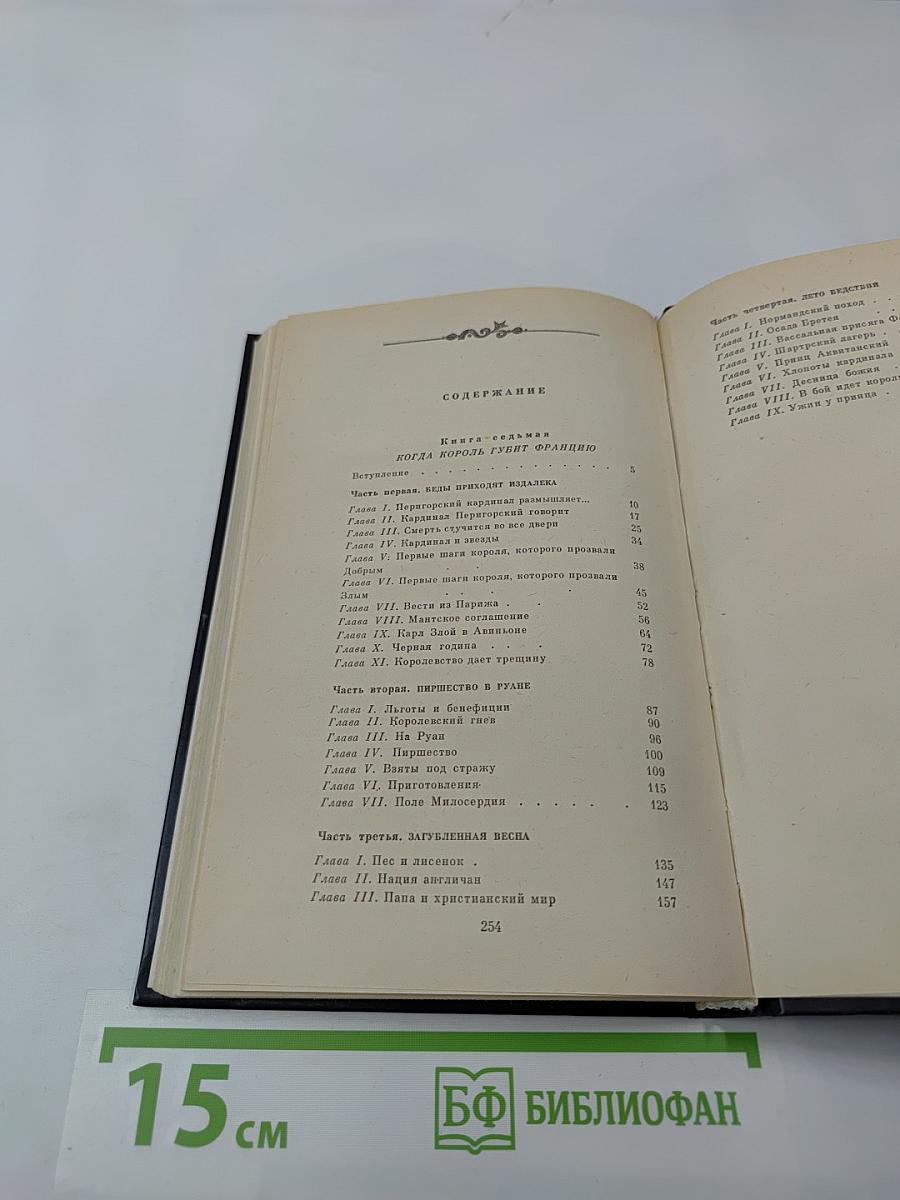 СОДЕРЖАНИЕ
Книга седьмая
КОГДА КОРОЛЬ ГУБИТ ФРАНЦИЮ
Вступление . . . . . . . . . . . . . . 5
Часть первая. БЕДЫ ПРИХОДЯТ ИЗДАЛЕКА
Глава I. Перигорский кардинал размышляет... 10
Глава II. Кардинал Перигорский говорит 17
Глава III. Смерть стучится во все двери 25
Глава IV. Кардинал и звезды 34
Глава V. Первые шаги короля, которого прозвали
Добрым . . 38
Глава VI. Первые шаги короля, которого прозвали
Злым . . . 45
Глава VII. Вести из Парижа . . 52
Глава VIII. Мантское соглашение 56
Глава IX. Карл Злой в Авиньоне 64
Глава X. Черная година . . . . 72
Глава XI. Королевство дает трещину 78
Часть вторая. ПИРШЕСТВО В РУАНЕ
Глава I. Льготы и бенефиции 87
Глава II. Королевский гнев 90
Глава III. На Руан 96
Глава IV. Пиршество 100
Глава V. Взяты под стражу 109
Глава VI. Приготовления 115
Глава VII. Поле Милосердия . . . . . . 123
Часть третья. ЗАГУБЛЕННАЯ ВЕСНА
Глава I. Пес и лисенок . 135
Глава II. Нация англичан 147
Глава III. Папа и христианский мир 157
254
Часть четвертая. ЛЕТО БЕДСТВИЙ
Глава I. Нормандский поход . .
Глава II. Осада Бретея . .
Глава III. Вассальная присяга
Глава IV. Шартрский лагерь .
Глава V. Принц Аквитанский
Глава VI. Хлопоты кардинала
Глава VII. Десница божия .
Глава VIII. В бой идет
Глава IX. Ужин у принца .
15 см
БФ БИБЛИОФАН